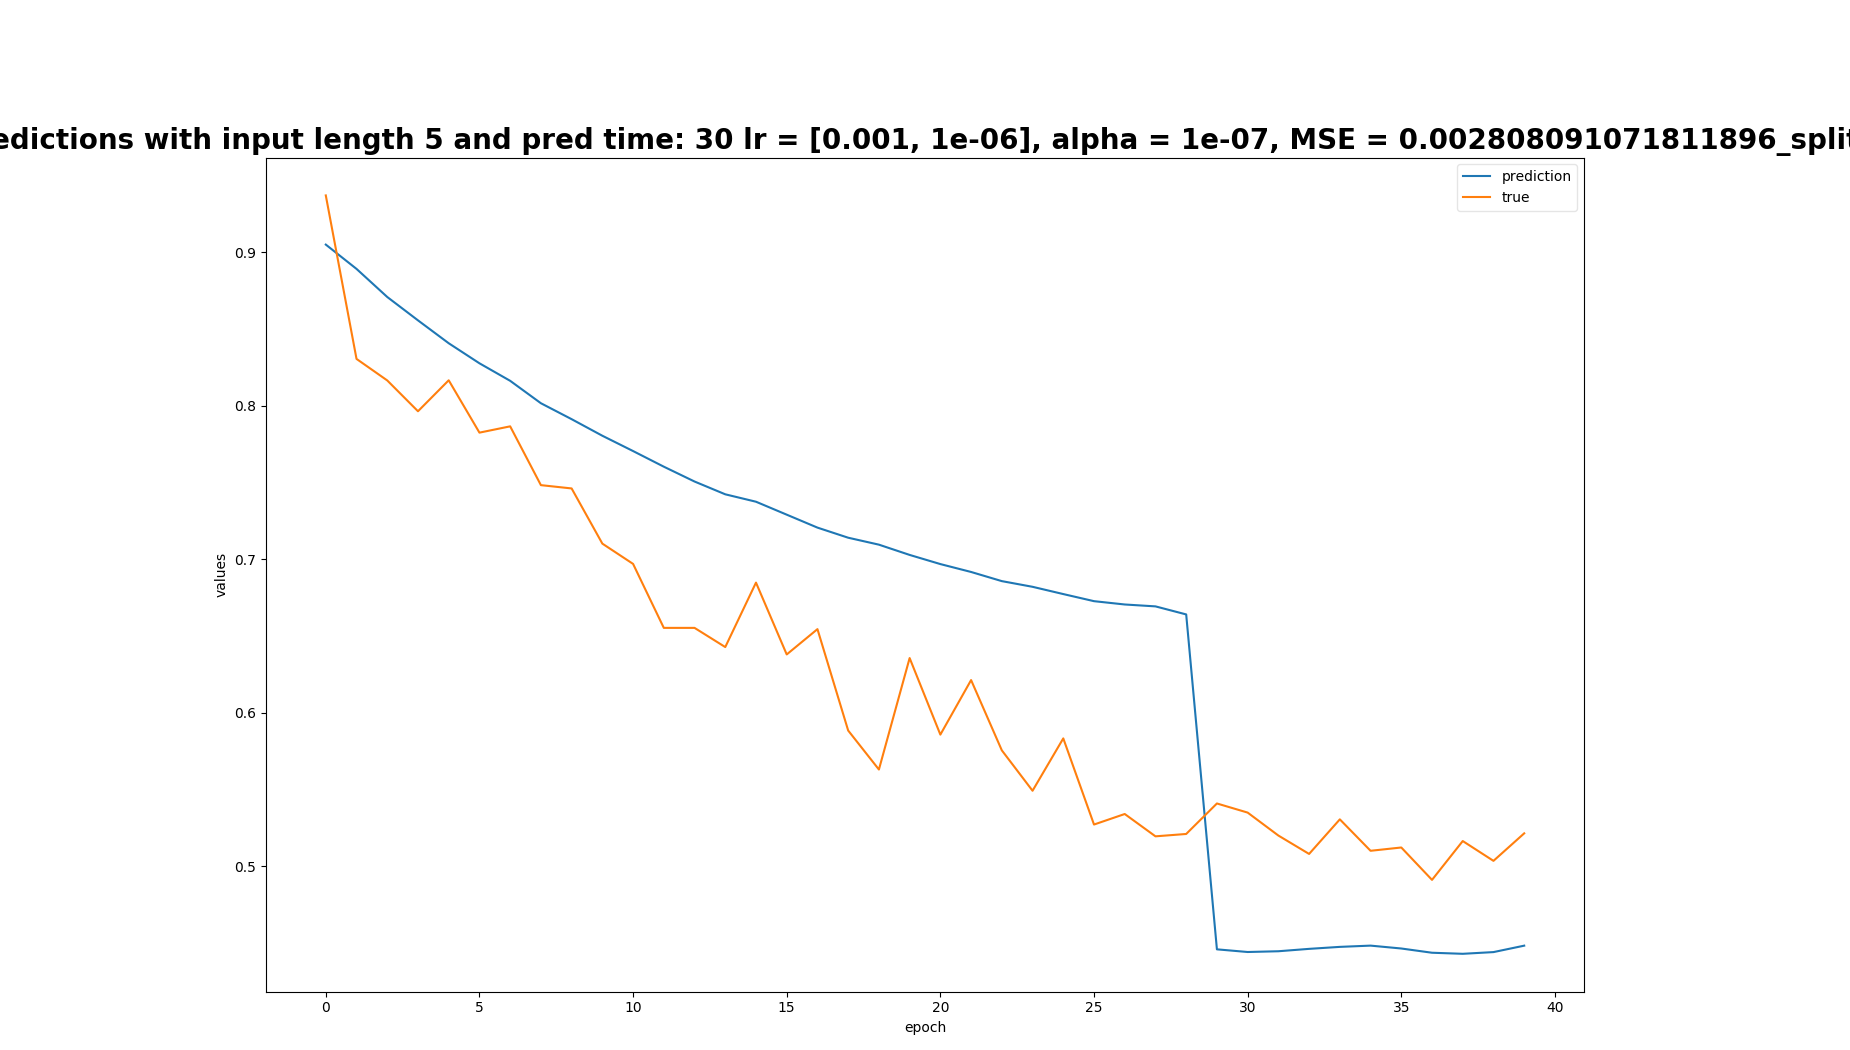 edictions with input length 5 and pred time: 30 lr = [0.001, 1e-06], alpha = 1e-07, MSE = 0.002808091071811896_split
prediction
true
0.9
0.8
0.7
0.6
0.5
values
0 5 10 15 20 25 30 35 40
epoch